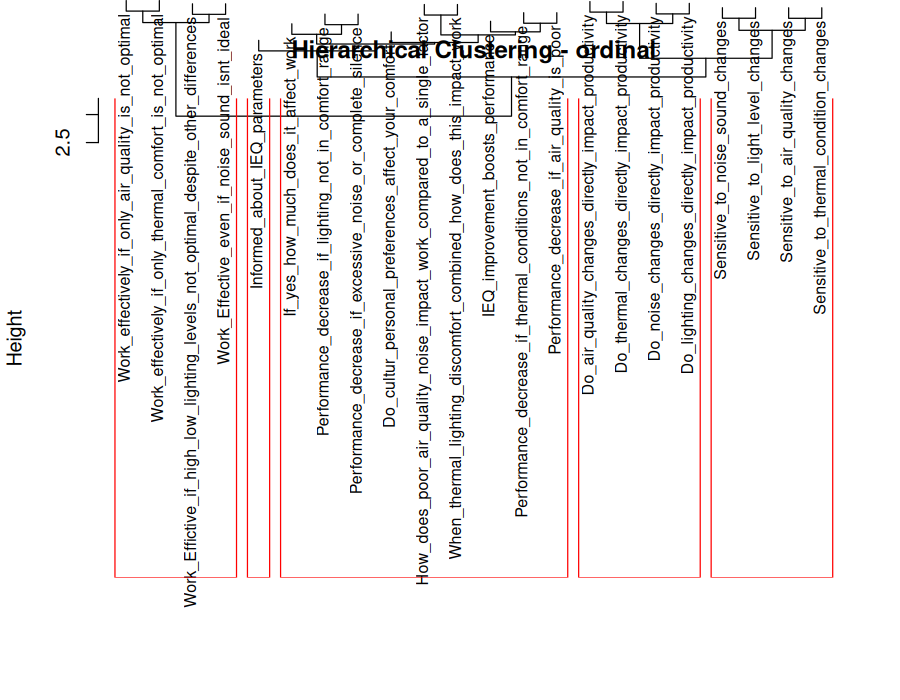 Hierarchical Clustering - ordinal
2.5
Height
Work_effectively_if_only_air_quality_is_not_optimal
Work_effectively_if_only_thermal_comfort_is_not_optimal
Work_Effictive_if_high_low_lighting_levels_not_optimal_despite_other_differences
Work_Effective_even_if_noise_sound_isnt_ideal
Informed_about_IEQ_parameters
If_yes_how_much_does_it_affect_work
Performance_decrease_if_lighting_not_in_comfort_range
Performance_decrease_if_excessive_noise_or_complete_silence
Do_cultur_personal_preferences_affect_your_comfort
How_does_poor_air_quality_noise_impact_work_compared_to_a_single_factor
When_thermal_lighting_discomfort_combined_how_does_this_impact_work
IEQ_improvement_boosts_performance
Performance_decrease_if_thermal_conditions_not_in_comfort_range
Performance_decrease_if_air_quality_is_poor
Do_air_quality_changes_directly_impact_productivity
Do_thermal_changes_directly_impact_productivity
Do_noise_changes_directly_impact_productivity
Do_lighting_changes_directly_impact_productivity
Sensitive_to_noise_sound_changes
Sensitive_to_light_level_changes
Sensitive_to_air_quality_changes
Sensitive_to_thermal_condition_changes